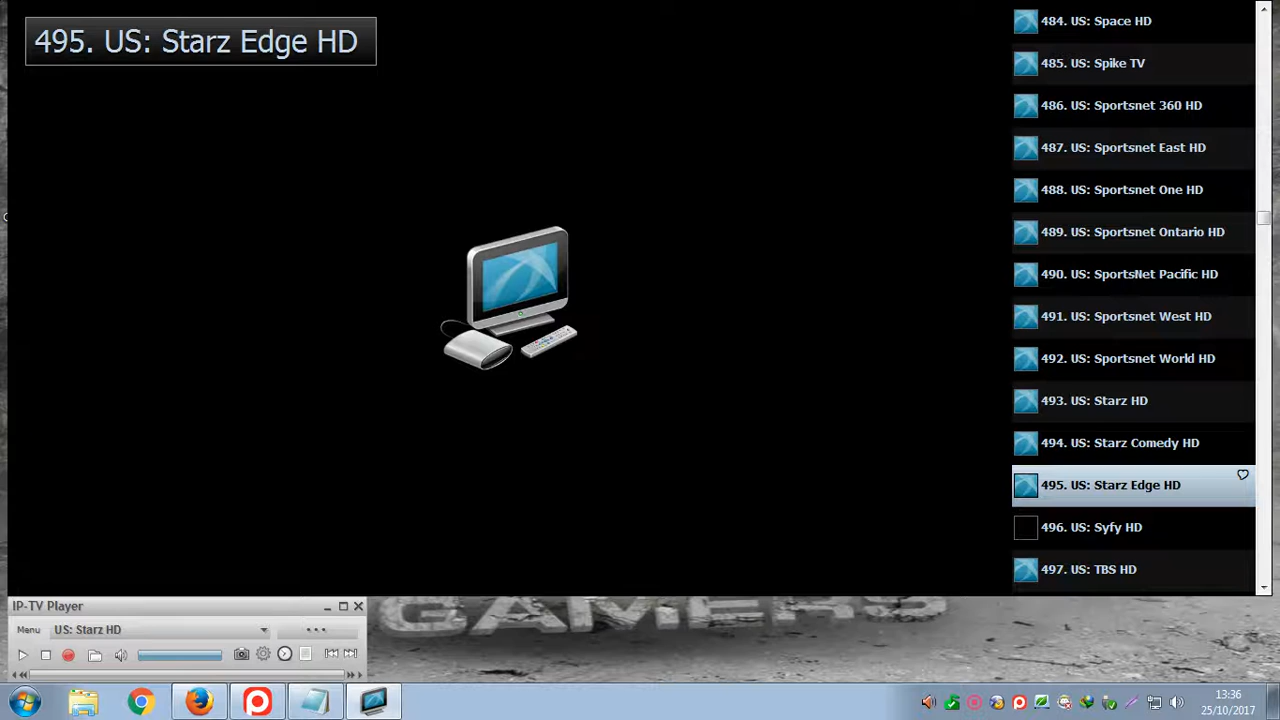 495. US: Starz Edge HD
484. US: Space HD
485. US: Spike TV
486. US: Sportsnet 360 HD
487. US: Sportsnet East HD
488. US: Sportsnet One HD
489. US: Sportsnet Ontario HD
490. US: SportsNet Pacific HD
491. US: Sportsnet West HD
492. US: Sportsnet World HD
493. US: Starz HD
494. US: Starz Comedy HD
495. US: Starz Edge HD
496. US: Syfy HD
497. US: TBS HD
IP-TV Player
Menu US: Starz HD
GAMERS
13:36
25/10/2017